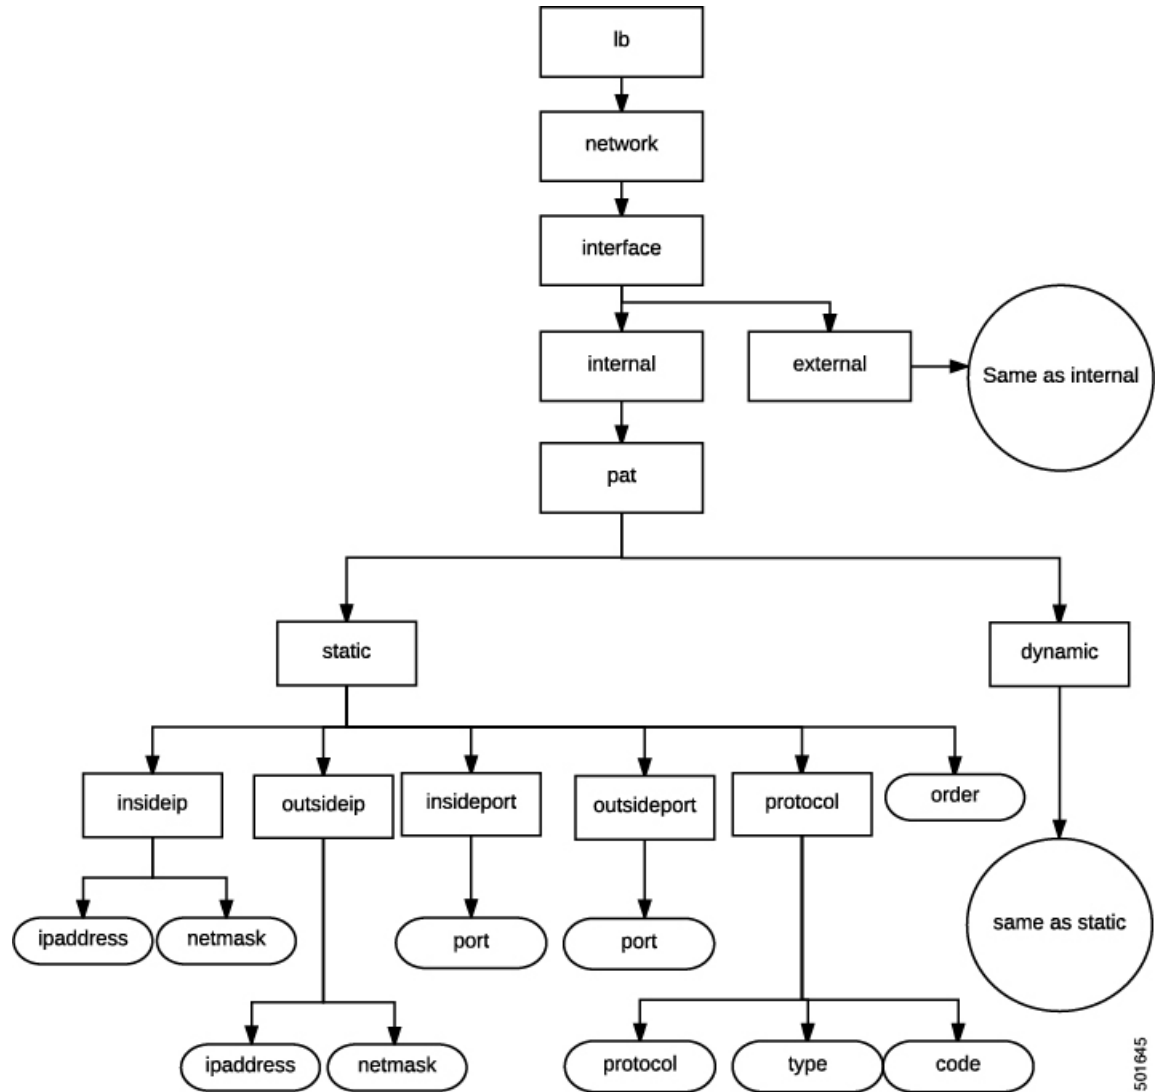 lb
network
interface
internal
external
Same as internal
pat
static
dynamic
insideip
outsideip
insideport
outsideport
protocol
order
ipaddress
netmask
port
port
same as static
ipaddress
netmask
protocol
type
code
501645